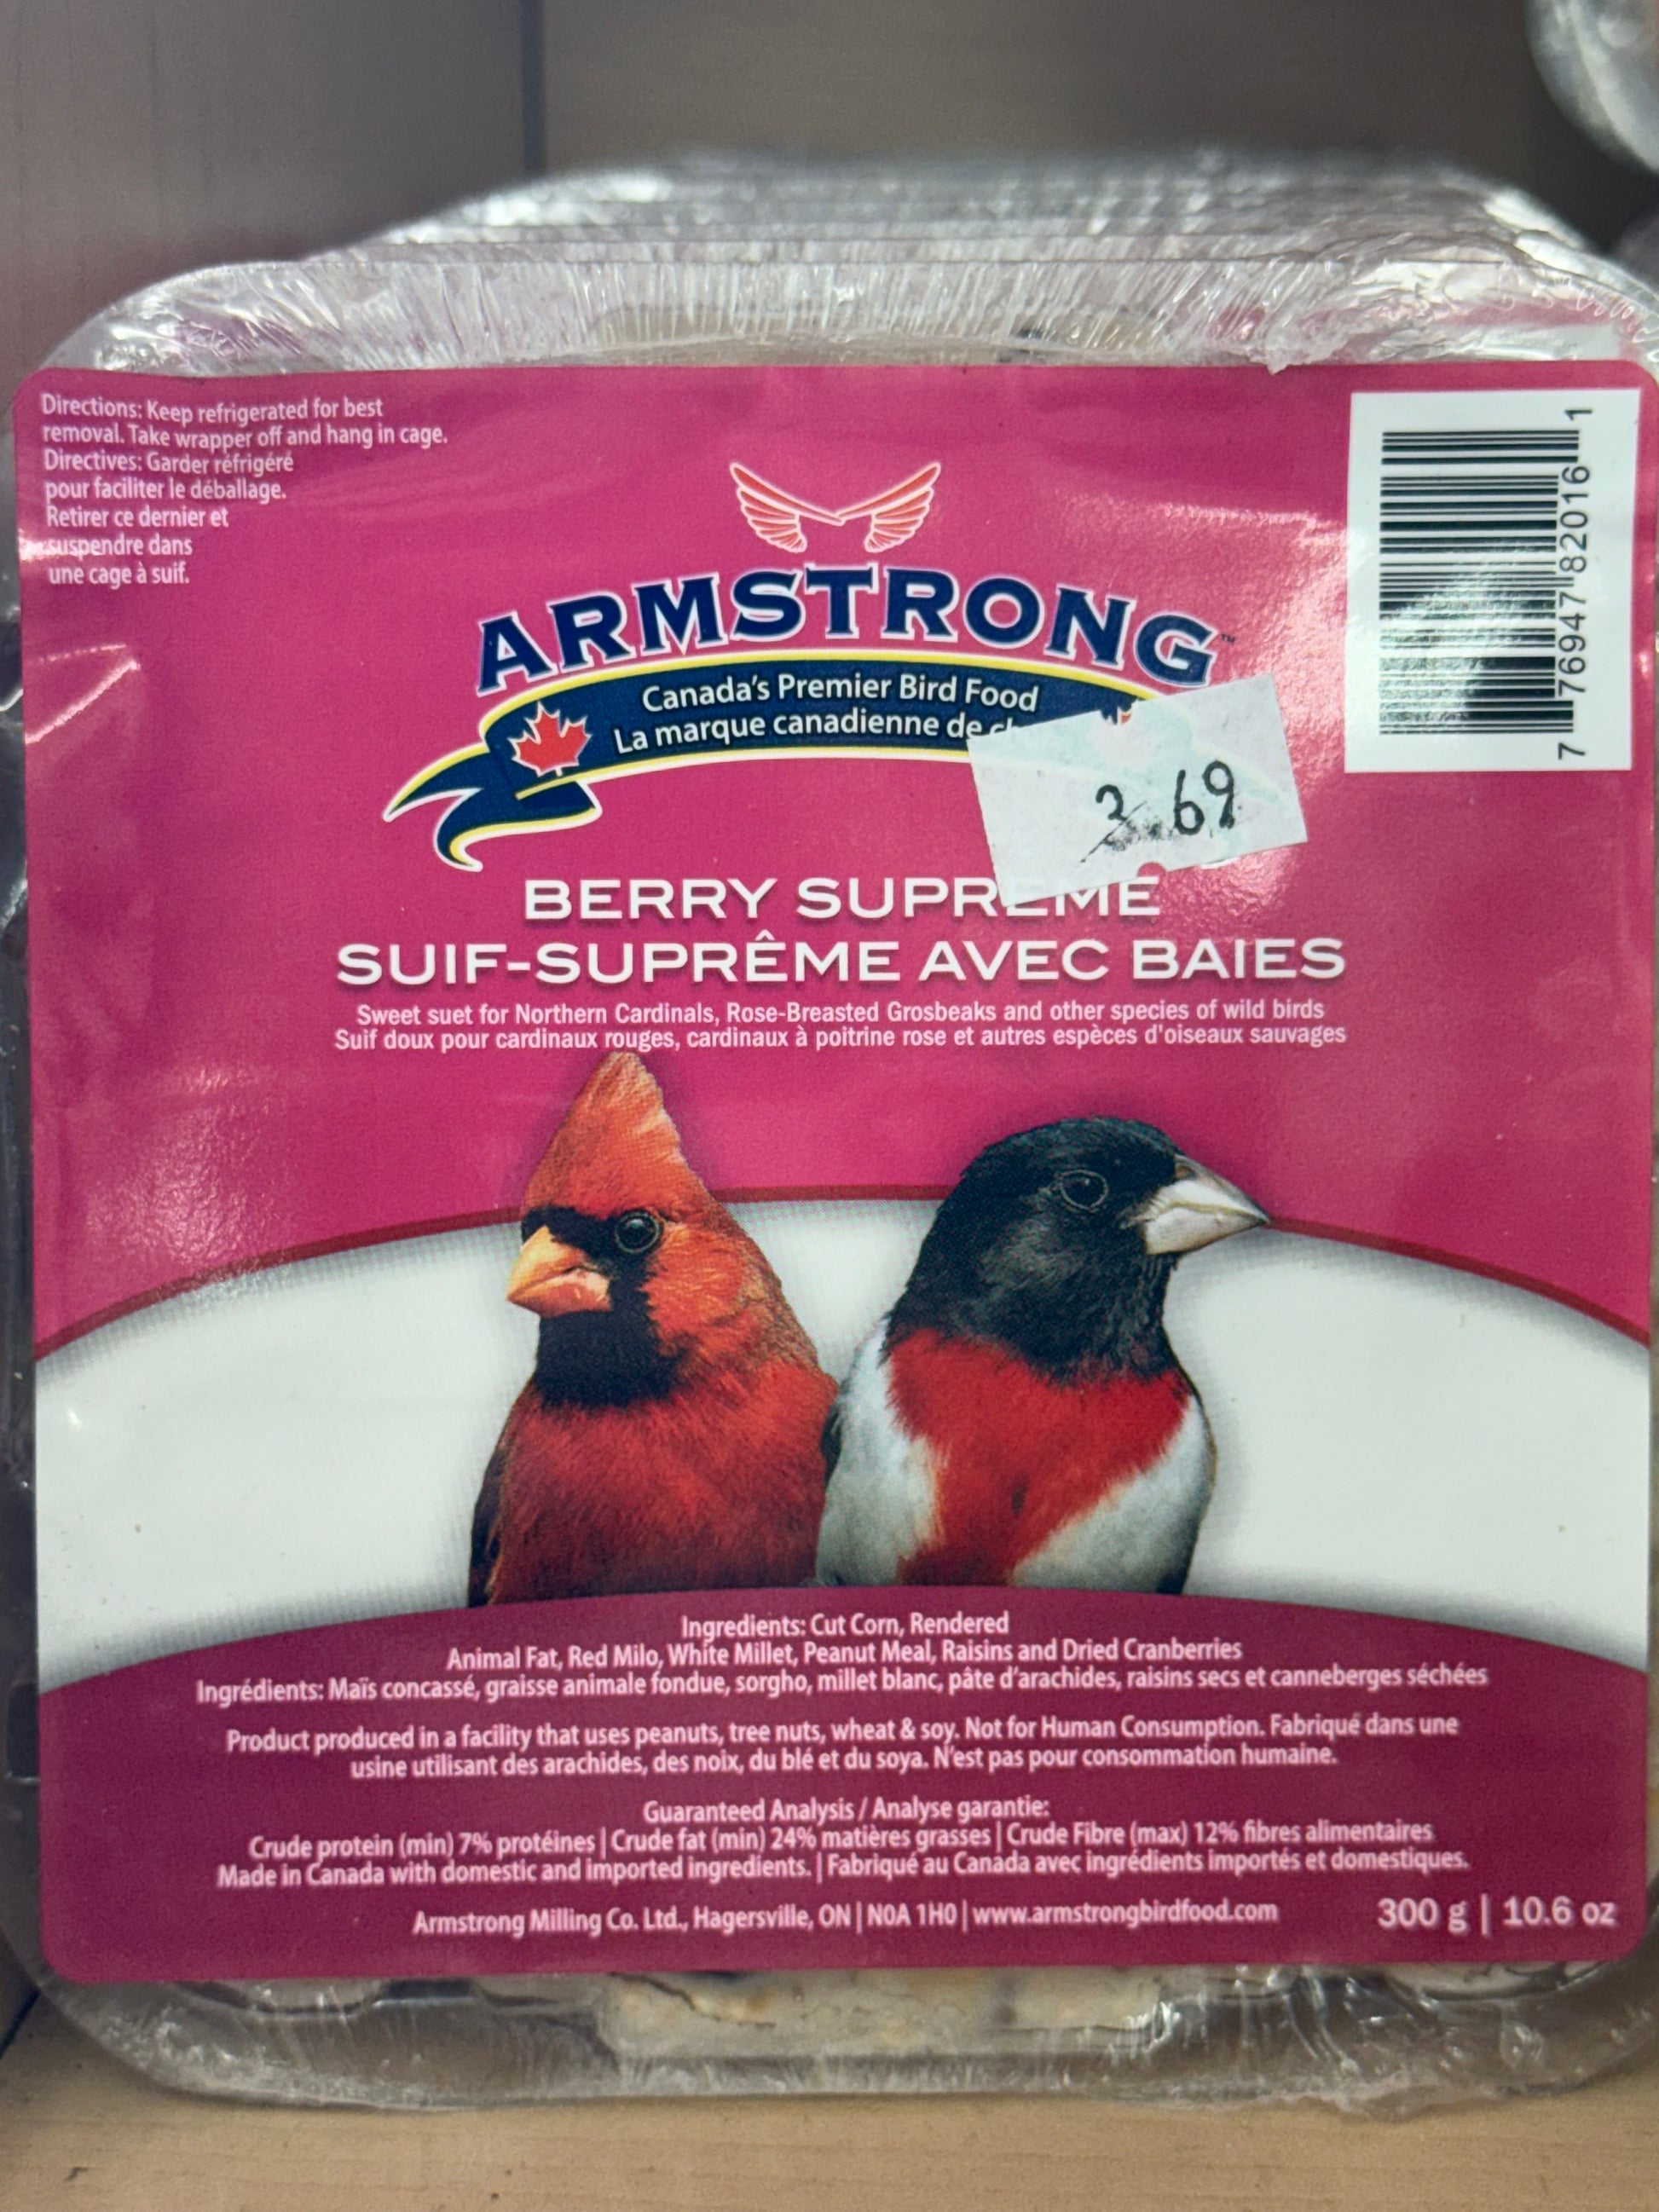 Directions: Keep refrigerated for best
removal. Take wrapper off and hang in cage.
Directives: Garder réfrigéré
pour faciliter le déballage.
Retirer ce dernier et
suspendre dans
une cage à suif.
7 76947 82016 1
ARMSTRONG™
Canada's Premier Bird Food
La marque canadienne de
69
BERRY SUPREME
SUIF-SUPRÊME AVEC BAIES
Sweet suet for Northern Cardinals, Rose-Breasted Grosbeaks and other species of wild birds
Suif doux pour cardinaux rouges, cardinaux à poitrine rose et autres espèces d'oiseaux sauvages
Ingredients: Cut Corn, Rendered
Animal Fat, Red Milo, White Millet, Peanut Meal, Raisins and Dried Cranberries
Ingrédients: Maïs concassé, graisse animale fondue, sorgho, millet blanc, pâte d'arachides, raisins secs et canneberges séchées
Product produced in a facility that uses peanuts, tree nuts, wheat & soy. Not for Human Consumption. Fabriqué dans une
usine utilisant des arachides, des noix, du blé et du soya. N'est pas pour consommation humaine.
Guaranteed Analysis / Analyse garantie:
Crude protein (min) 7% protéines | Crude fat (min) 24% matières grasses | Crude Fibre (max) 12% fibres alimentaires
Made in Canada with domestic and imported ingredients. | Fabriqué au Canada avec ingrédients importés et domestiques.
Armstrong Milling Co. Ltd., Hagersville, ON | N0A 1H0 | www.armstrongbirdfood.com
300 g | 10.6 oz